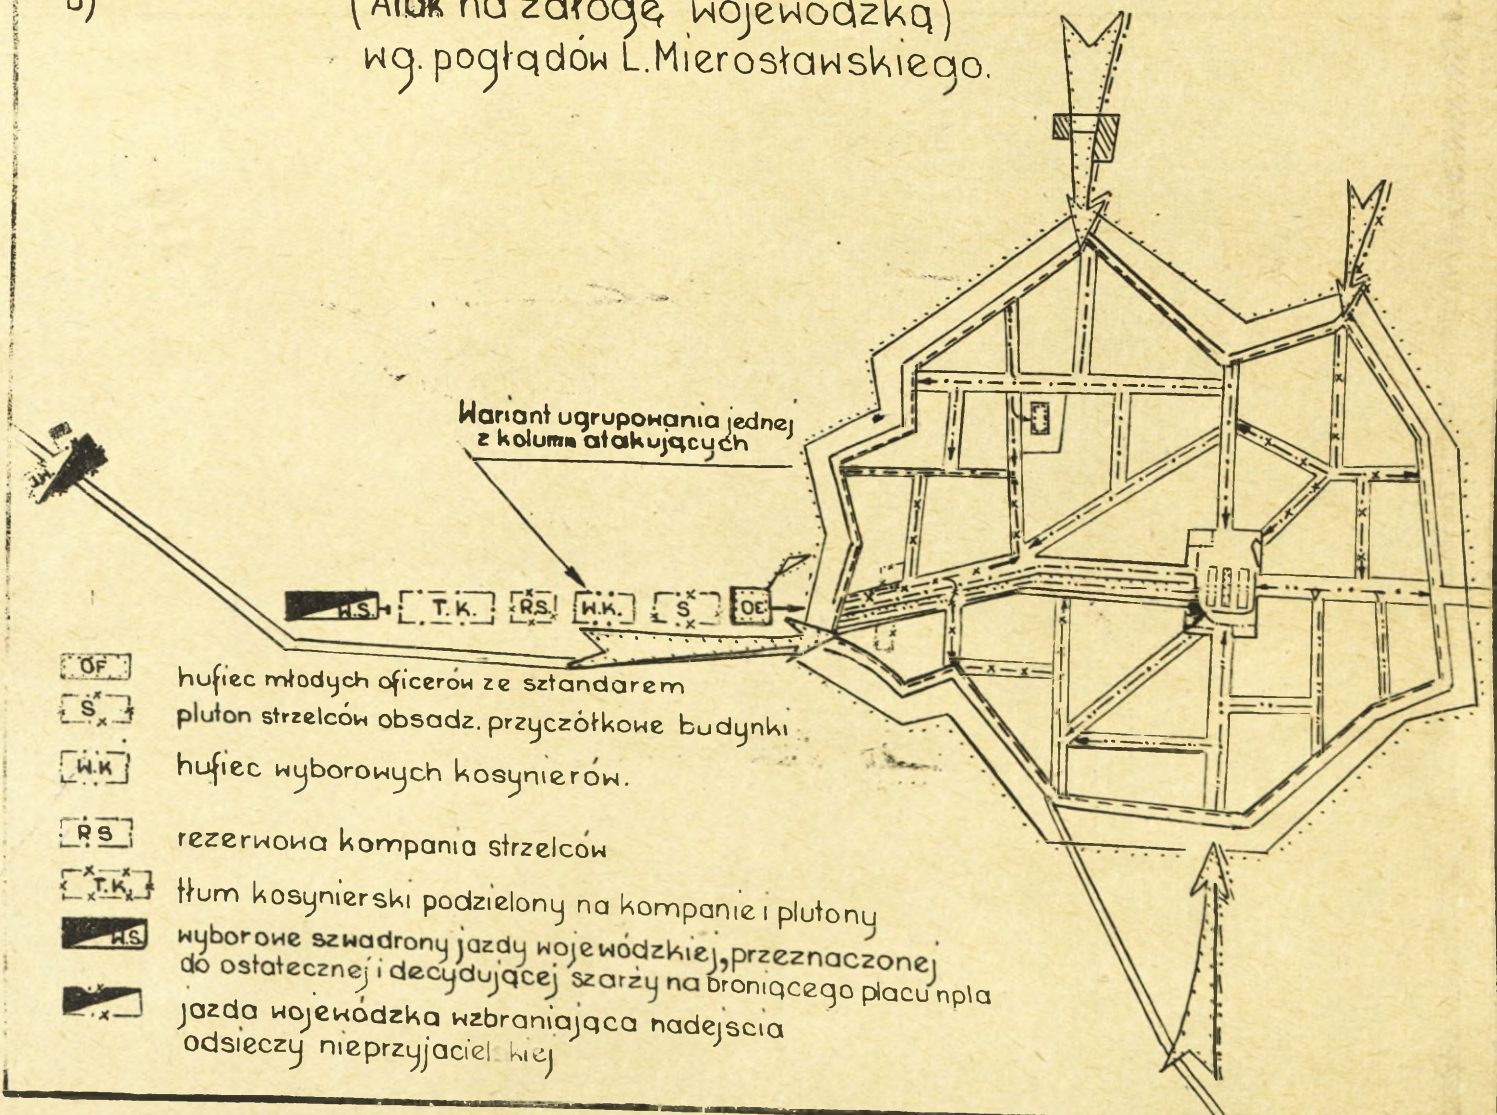 b)
(Atak na załogę wojewódzką)
wg. poglądów L.Mierosławskiego.
Wariant ugrupowania jednej
z kolumn atakujących
W.S. T.K. R.S. W.K. S OE
OF hufiec młodych oficerów ze sztandarem
S pluton strzelców obsadz. przyczółkowe budynki
W.K hufiec wyborowych kosynierów.
RS rezerwowa kompania strzelców
T.K. tłum kosynierski podzielony na kompanie i plutony
W.S. wyborowe szwadrony jazdy wojewódzkiej, przeznaczonej
do ostatecznej i decydującej szarży na broniącego placu npla
jazda wojewódzka wzbraniająca nadejscia
odsieczy nieprzyjaciel kiej